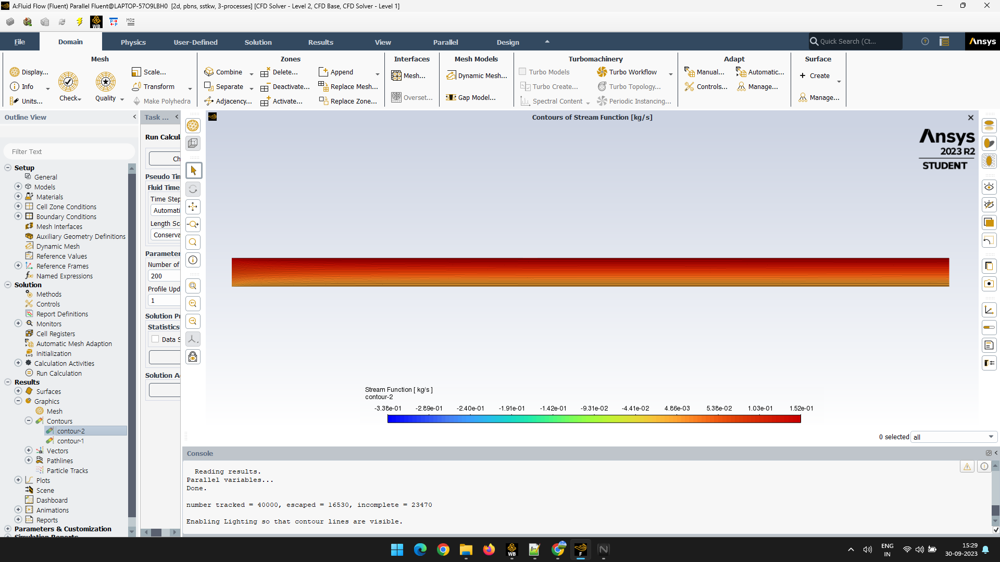 A:Fluid Flow (Fluent) Parallel Fluent@LAPTOP-57O9LBH0 [2d, pbns, sstkw, 3-processes] [CFD Solver - Level 2, CFD Base, CFD Solver - Level 1]
WB
File Domain Physics User-Defined Solution Results View Parallel Design Quick Search (Ct... Ansys
Mesh Zones Interfaces Mesh Models Turbomachinery Adapt Surface
Display... Scale... Combine Delete... Append Mesh... Dynamic Mesh... Turbo Models Turbo Workflow Manual... Automatic... + Create
Info Check Quality Transform Separate Deactivate... Replace Mesh... Turbo Create... Turbo Topology... Controls... Manage...
Units... Make Polyhedra Adjacency... Activate... Replace Zone... Overset... Gap Model... Spectral Content Periodic Instancing... Manage...
Outline View
Filter Text
Setup
General
Models
Materials
Cell Zone Conditions
Boundary Conditions
Mesh Interfaces
Auxiliary Geometry Definitions
Dynamic Mesh
Reference Values
Reference Frames
Named Expressions
Solution
Methods
Controls
Report Definitions
Monitors
Cell Registers
Automatic Mesh Adaption
Initialization
Calculation Activities
Run Calculation
Results
Surfaces
Graphics
Mesh
Contours
contour-2
contour-1
Vectors
Pathlines
Particle Tracks
Plots
Scene
Dashboard
Animations
Reports
Parameters & Customization
Simulation Reports
Task ...
Run Calcul
Ch
Pseudo Tin
Fluid Time
Time Step
Automati
Length Sc
Conserva
Parameter
Number of
200
Profile Upd
1
Solution Pr
Statistics
Data S
Solution A
Contours of Stream Function [kg/s]
Ansys
2023 R2
STUDENT
Stream Function [ kg/s ]
contour-2
-3.38e-01 -2.89e-01 -2.40e-01 -1.91e-01 -1.42e-01 -9.31e-02 -4.41e-02 4.86e-03 5.38e-02 1.03e-01 1.52e-01
0 selected all
Console
Reading results.
Parallel variables...
Done.
number tracked = 40000, escaped = 16530, incomplete = 23470
Enabling Lighting so that contour lines are visible.
WB
F
ENG
IN
15:29
30-09-2023